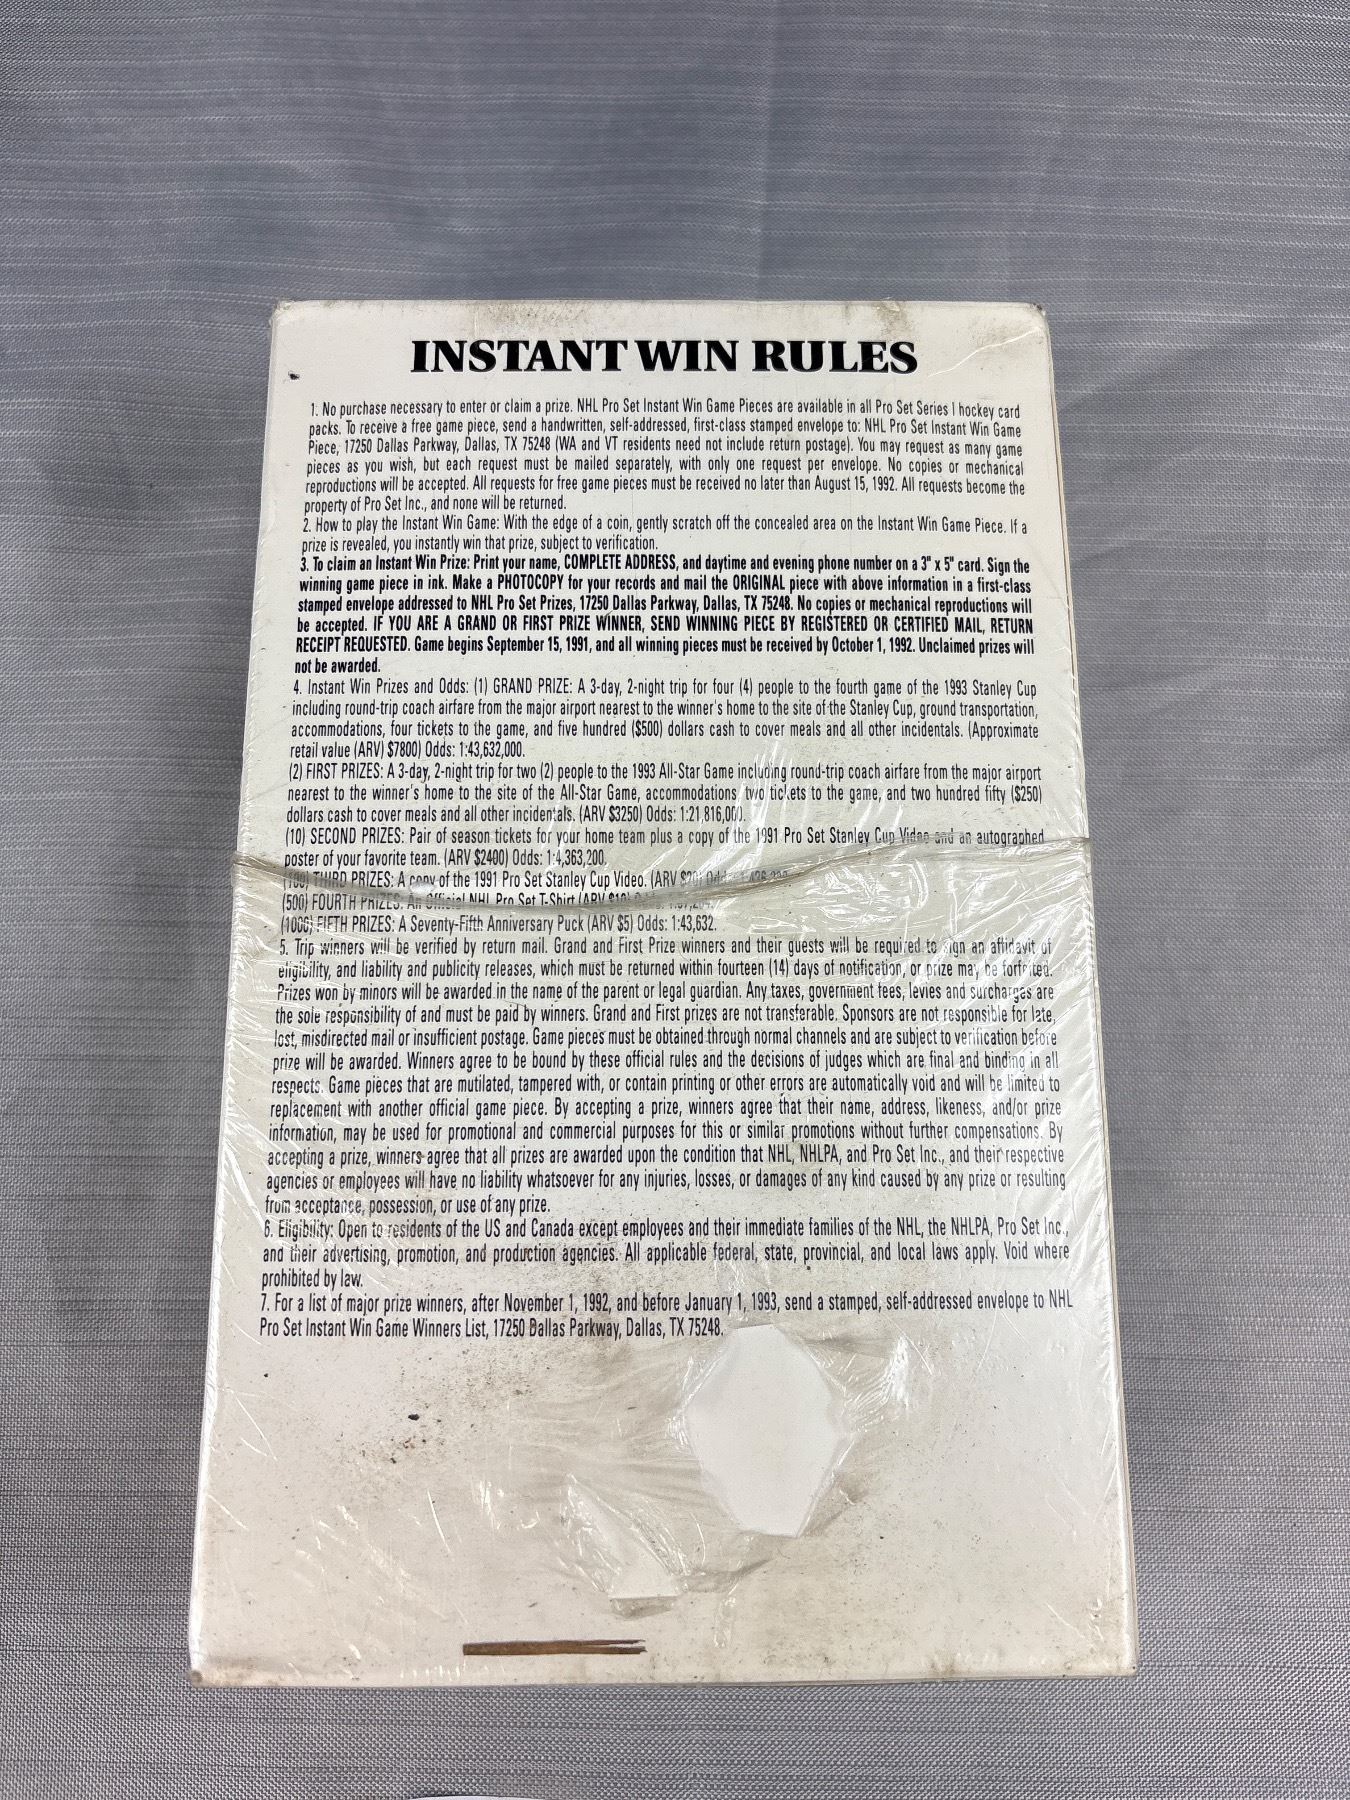 INSTANT WIN RULES
1. No purchase necessary to enter or claim a prize. NHL Pro Set Instant Win Game Pieces are available in all Pro Set Series I hockey card
packs. To receive a free game piece, send a handwritten, self-addressed, first-class stamped envelope to: NHL Pro Set Instant Win Game
Piece, 17250 Dallas Parkway, Dallas, TX 75248 (WA and VT residents need not include return postage). You may request as many game
pieces as you wish, but each request must be mailed separately, with only one request per envelope. No copies or mechanical
reproductions will be accepted. All requests for free game pieces must be received no later than August 15, 1992. All requests become the
property of Pro Set Inc., and none will be returned.
2. How to play the Instant Win Game: With the edge of a coin, gently scratch off the concealed area on the Instant Win Game Piece. If a
prize is revealed, you instantly win that prize, subject to verification.
3. To claim an Instant Win Prize: Print your name, COMPLETE ADDRESS, and daytime and evening phone number on a 3" x 5" card. Sign the
winning game piece in ink. Make a PHOTOCOPY for your records and mail the ORIGINAL piece with above information in a first-class
stamped envelope addressed to NHL Pro Set Prizes, 17250 Dallas Parkway, Dallas, TX 75248. No copies or mechanical reproductions will
be accepted. IF YOU ARE A GRAND OR FIRST PRIZE WINNER, SEND WINNING PIECE BY REGISTERED OR CERTIFIED MAIL, RETURN
RECEIPT REQUESTED. Game begins September 15, 1991, and all winning pieces must be received by October 1, 1992. Unclaimed prizes will
not be awarded.
4. Instant Win Prizes and Odds: (1) GRAND PRIZE: A 3-day, 2-night trip for four (4) people to the fourth game of the 1993 Stanley Cup
including round-trip coach airfare from the major airport nearest to the winner's home to the site of the Stanley Cup, ground transportation,
accommodations, four tickets to the game, and five hundred ($500) dollars cash to cover meals and all other incidentals. (Approximate
retail value (ARV) $7800) Odds: 1:43,632,000.
(2) FIRST PRIZES: A 3-day, 2-night trip for two (2) people to the 1993 All-Star Game including round-trip coach airfare from the major airport
nearest to the winner's home to the site of the All-Star Game, accommodations, two tickets to the game, and two hundred fifty ($250)
dollars cash to cover meals and all other incidentals. (ARV $3250) Odds: 1:21,816,000.
(10) SECOND PRIZES: Pair of season tickets for your home team plus a copy of the 1991 Pro Set Stanley Cup Video and an autographed
poster of your favorite team. (ARV $2400) Odds: 1:4,363,200.
(100) THIRD PRIZES: A copy of the 1991 Pro Set Stanley Cup Video. (ARV $20)
(500) FOURTH PRIZES: An Official NHL Pro Set T-Shirt (ARV
(1000) FIFTH PRIZES: A Seventy-Fifth Anniversary Puck (ARV $5) Odds: 1:43,632.
5. Trip winners will be verified by return mail. Grand and First Prize winners and their guests will be required to sign an affidavit of
eligibility, and liability and publicity releases, which must be returned within fourteen (14) days of notification, or prize may be forfeited.
Prizes won by minors will be awarded in the name of the parent or legal guardian. Any taxes, government fees, levies and surcharges are
the sole responsibility of and must be paid by winners. Grand and First prizes are not transferable. Sponsors are not responsible for late,
lost, misdirected mail or insufficient postage. Game pieces must be obtained through normal channels and are subject to verification before
prize will be awarded. Winners agree to be bound by these official rules and the decisions of judges which are final and binding in all
respects. Game pieces that are mutilated, tampered with, or contain printing or other errors are automatically void and will be limited to
replacement with another official game piece. By accepting a prize, winners agree that their name, address, likeness, and/or prize
information, may be used for promotional and commercial purposes for this or similar promotions without further compensations. By
accepting a prize, winners agree that all prizes are awarded upon the condition that NHL, NHLPA, and Pro Set Inc., and their respective
agencies or employees will have no liability whatsoever for any injuries, losses, or damages of any kind caused by any prize or resulting
from acceptance, possession, or use of any prize.
6. Eligibility: Open to residents of the US and Canada except employees and their immediate families of the NHL, the NHLPA, Pro Set Inc.,
and their advertising, promotion, and production agencies. All applicable federal, state, provincial, and local laws apply. Void where
prohibited by law.
7. For a list of major prize winners, after November 1, 1992, and before January 1, 1993, send a stamped, self-addressed envelope to NHL
Pro Set Instant Win Game Winners List, 17250 Dallas Parkway, Dallas, TX 75248.